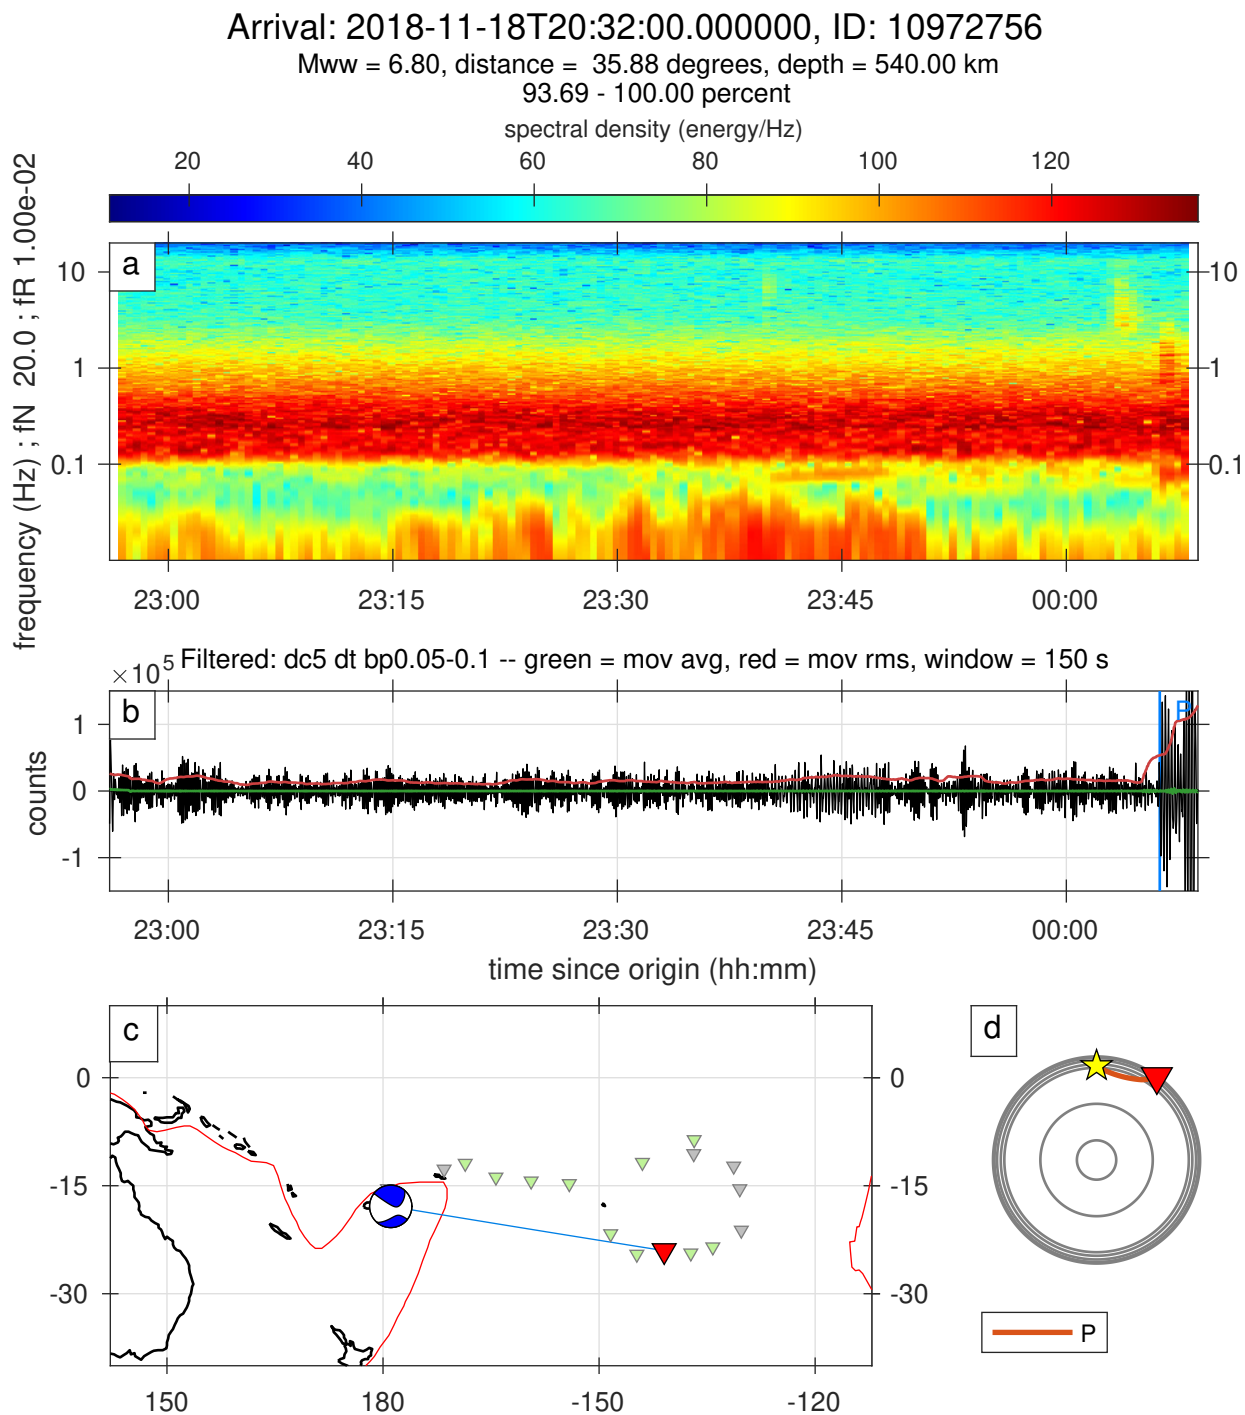 Arrival: 2018-11-18T20:32:00.000000, ID: 10972756
Mww = 6.80, distance =  35.88 degrees, depth = 540.00 km
93.69 - 100.00 percent
spectral density (energy/Hz)
20 40 60 80 100 120
frequency (Hz) ; fN  20.0 ; fR 1.00e-02
a
10 10
1 1
0.1 0.1
23:00 23:15 23:30 23:45 00:00
×10 5 Filtered: dc5 dt bp0.05-0.1 -- green = mov avg, red = mov rms, window = 150 s
b
P
counts
1
0
-1
23:00 23:15 23:30 23:45 00:00
time since origin (hh:mm)
c
d
0 0
-15 -15
-30 -30
150 180 -150 -120
P